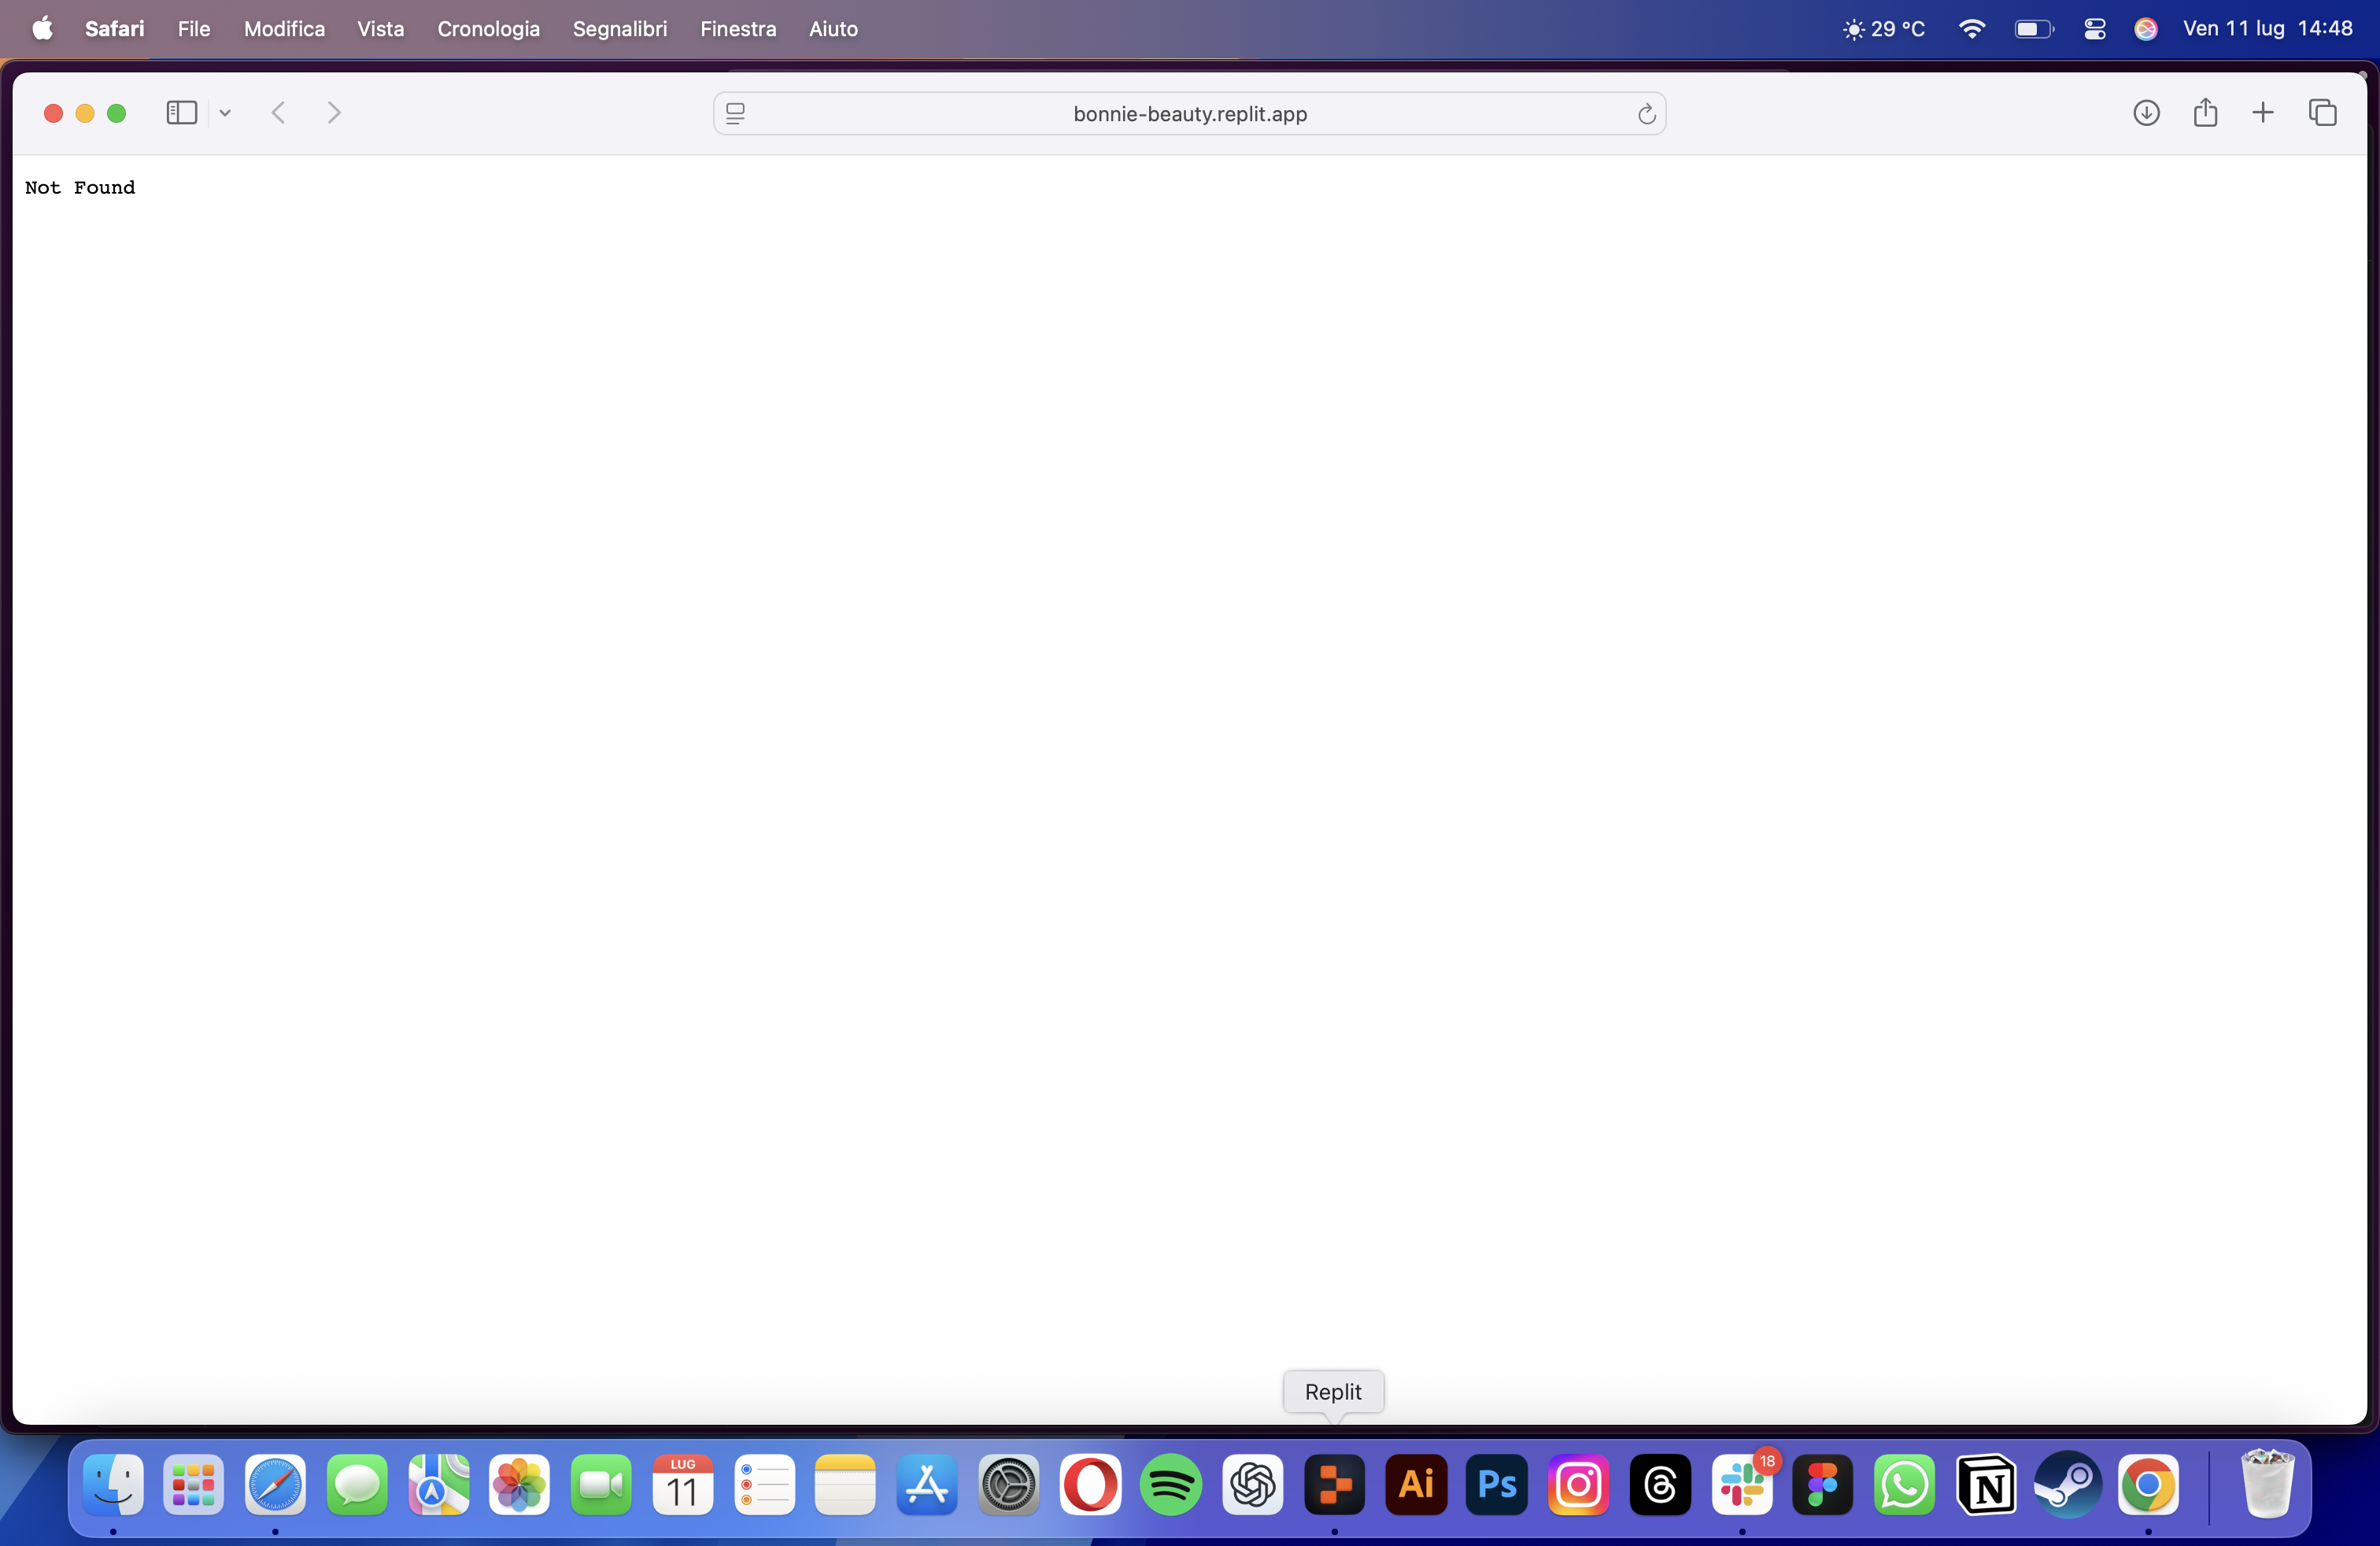 Safari File Modifica Vista Cronologia Segnalibri Finestra Aiuto 29 °C Ven 11 lug 14:48
bonnie-beauty.replit.app
Not Found
Replit
LUG
11
Ai
Ps
18
N